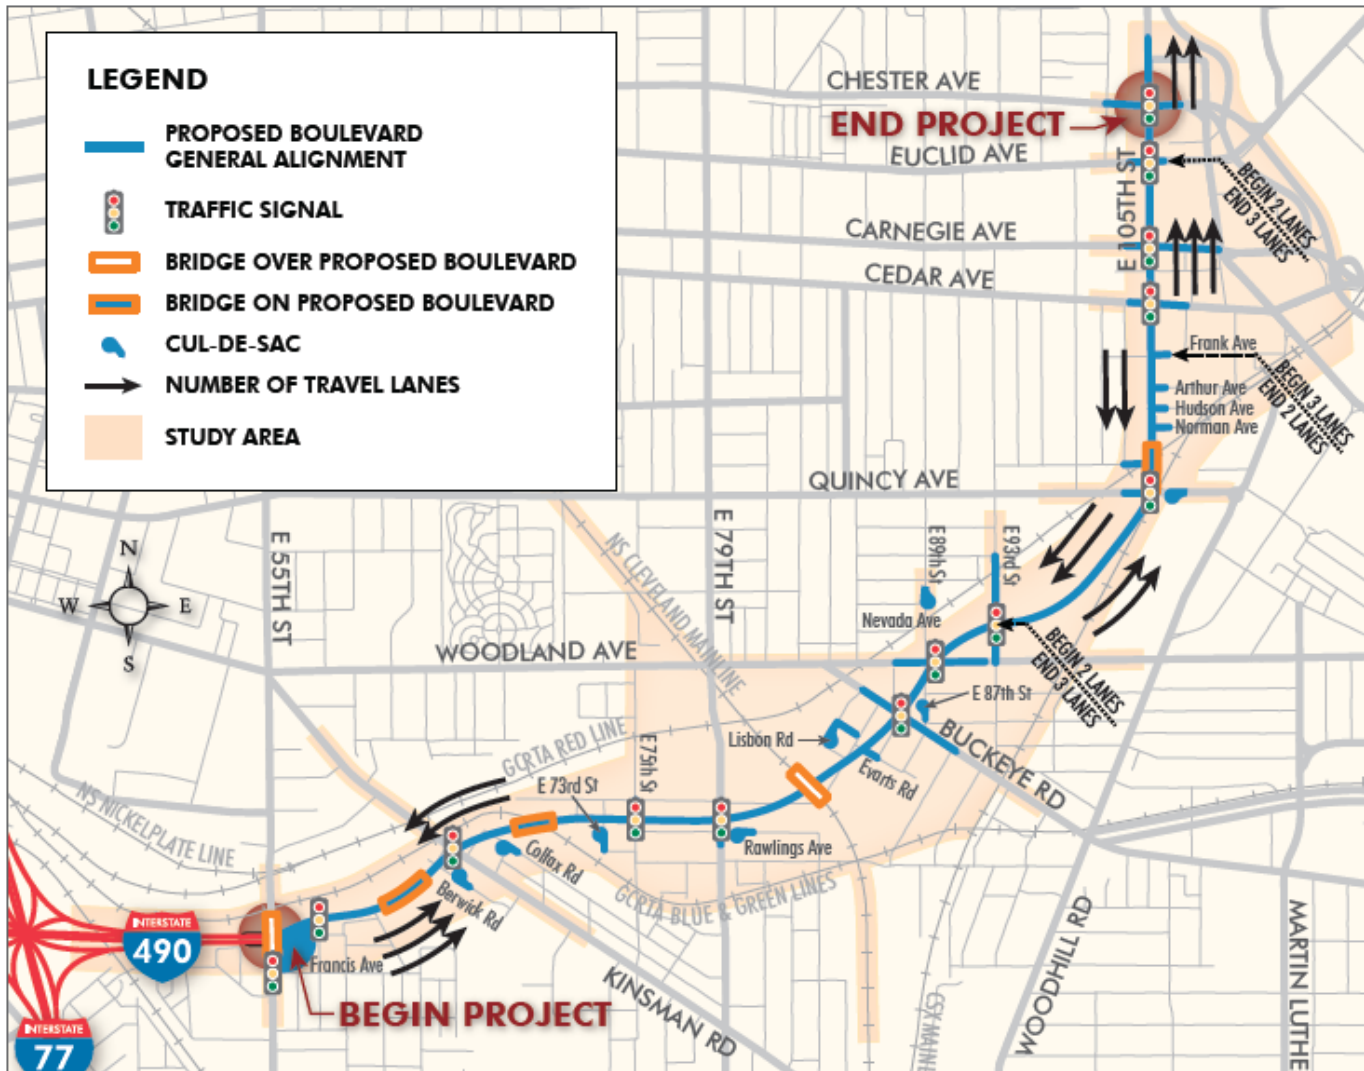 LEGEND
PROPOSED BOULEVARD
GENERAL ALIGNMENT
TRAFFIC SIGNAL
BRIDGE OVER PROPOSED BOULEVARD
BRIDGE ON PROPOSED BOULEVARD
CUL-DE-SAC
NUMBER OF TRAVEL LANES
STUDY AREA
CHESTER AVE
END PROJECT
EUCLID AVE
E 105TH ST
BEGIN 2 LANES
END 3 LANES
CARNEGIE AVE
CEDAR AVE
Frank Ave
BEGIN 3 LANES
END 2 LANES
Arthur Ave
Hudson Ave
Norman Ave
QUINCY AVE
N
W
E
S
E 55TH ST
NS CLEVELAND MAINLINE
E 79TH ST
E 89th St
E 93rd St
Nevada Ave
WOODLAND AVE
BEGIN 2 LANES
END 3 LANES
E 87th St
Lisbon Rd
BUCKEYE RD
Evarts Rd
GCRTA RED LINE
E 75th St
E 73rd St
NS NICKELPLATE LINE
Rawlings Ave
Colfax Rd
GCRTA BLUE & GREEN LINES
Berwick Rd
INTERSTATE
490
Francis Ave
BEGIN PROJECT
KINSMAN RD
CSX MAIN
WOODHILL RD
MARTIN LUTHE
INTERSTATE
77